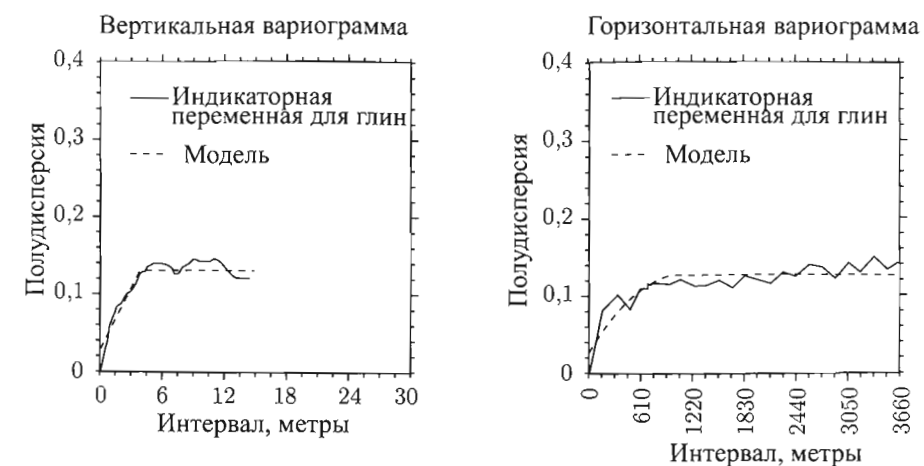 Вертикальная вариограмма
0,4
0,3
0,2
0,1
0
Полудисперсия
Индикаторная
переменная для глин
Модель
0 6 12 18 24 30
Интервал, метры
Горизонтальная вариограмма
0,4
0,3
0,2
0,1
0
Полудисперсия
Индикаторная
переменная для глин
Модель
0 610 1220 1830 2440 3050 3660
Интервал, метры